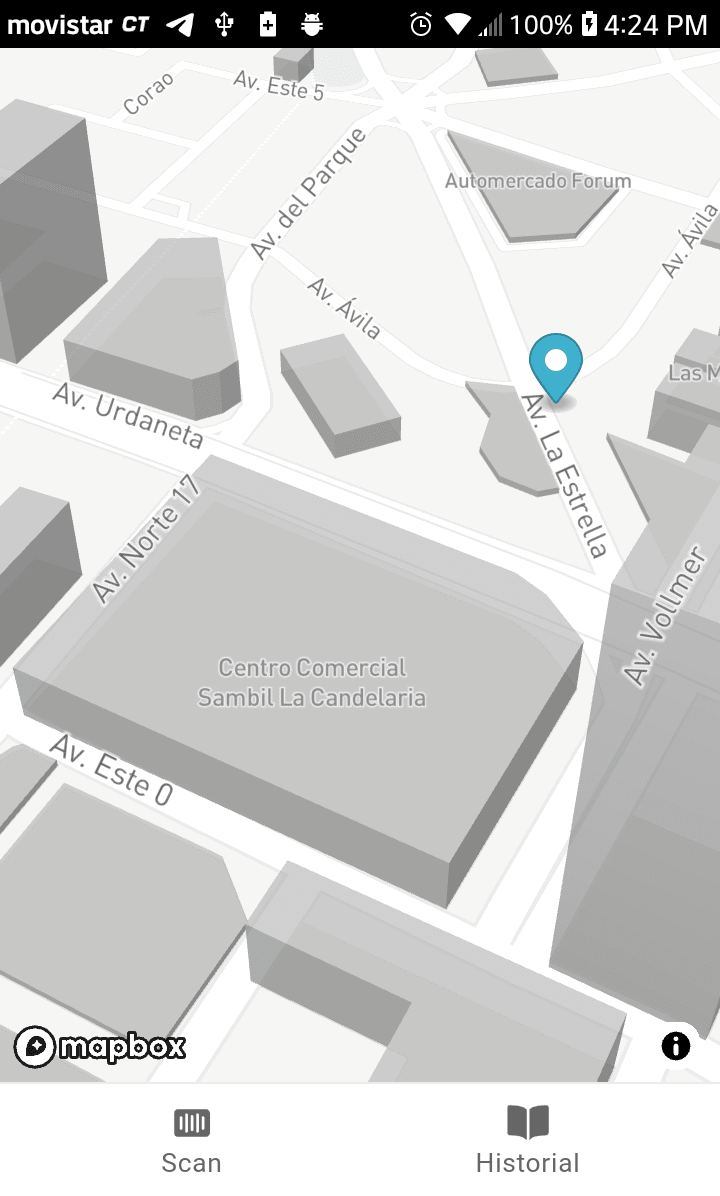 movistar CT 100% 4:24 PM
Corao
Av. Este 5
Av. del Parque
Automercado Forum
Av. Ávila
Av. Ávila
Las M
Av. Urdaneta
Av. La Estrella
Av. Norte 17
Av. Vollmer
Centro Comercial
Sambil La Candelaria
Av. Este 0
mapbox
Scan
Historial